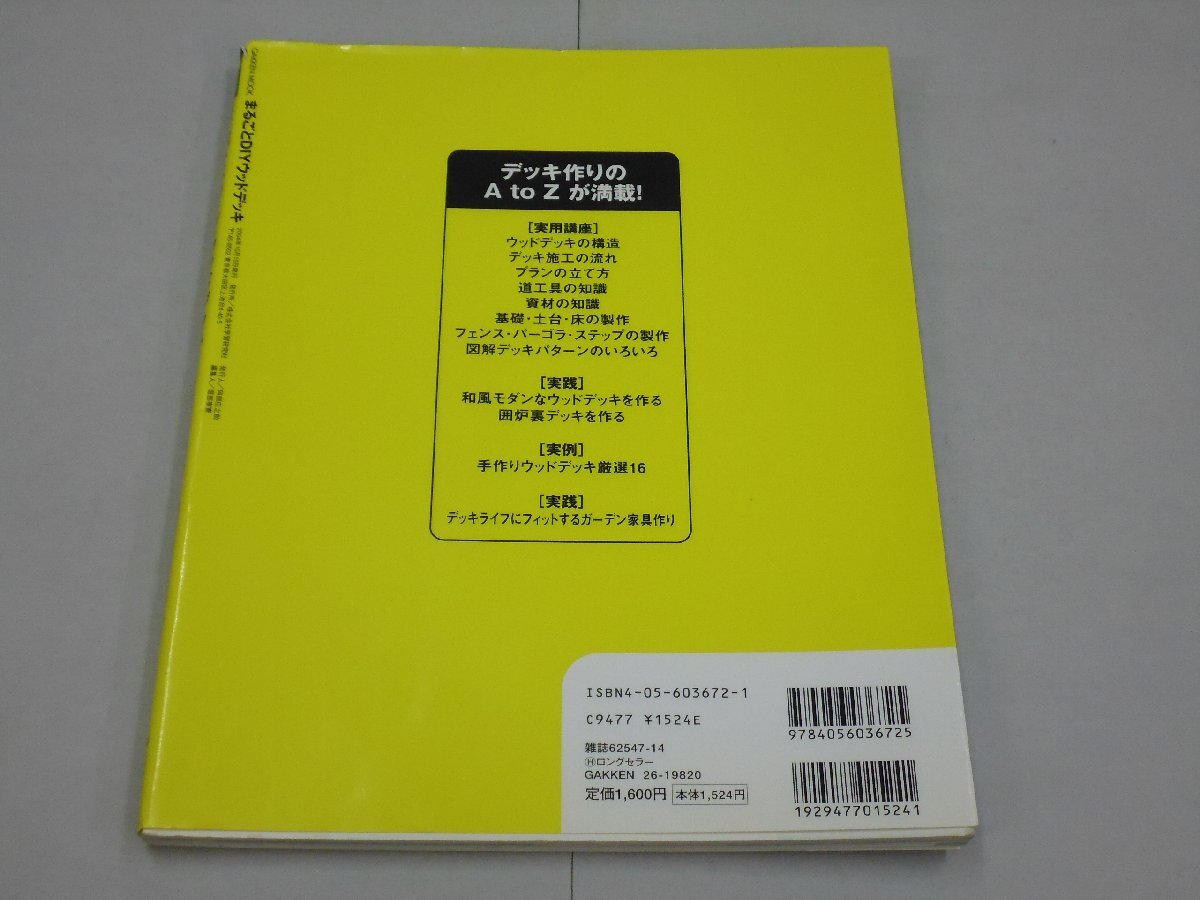 GAKKEN MOOK まるごとDIYウッドデッキ
デッキ作りの
A to Z が満載!
[実用講座]
ウッドデッキの構造
デッキ施工の流れ
プランの立て方
道工具の知識
資材の知識
基礎・土台・床の製作
フェンス・パーゴラ・ステップの製作
図解デッキパターンのいろいろ
[実践]
和風モダンなウッドデッキを作る
囲炉裏デッキを作る
[実例]
手作りウッドデッキ厳選16
[実践]
デッキライフにフィットするガーデン家具作り
ISBN4-05-603672-1
C9477 ¥1524E
雑誌62547-14
Ⓗロングセラー
GAKKEN 26-19820
定価1,600円 本体1,524円
9784056036725
1929477015241